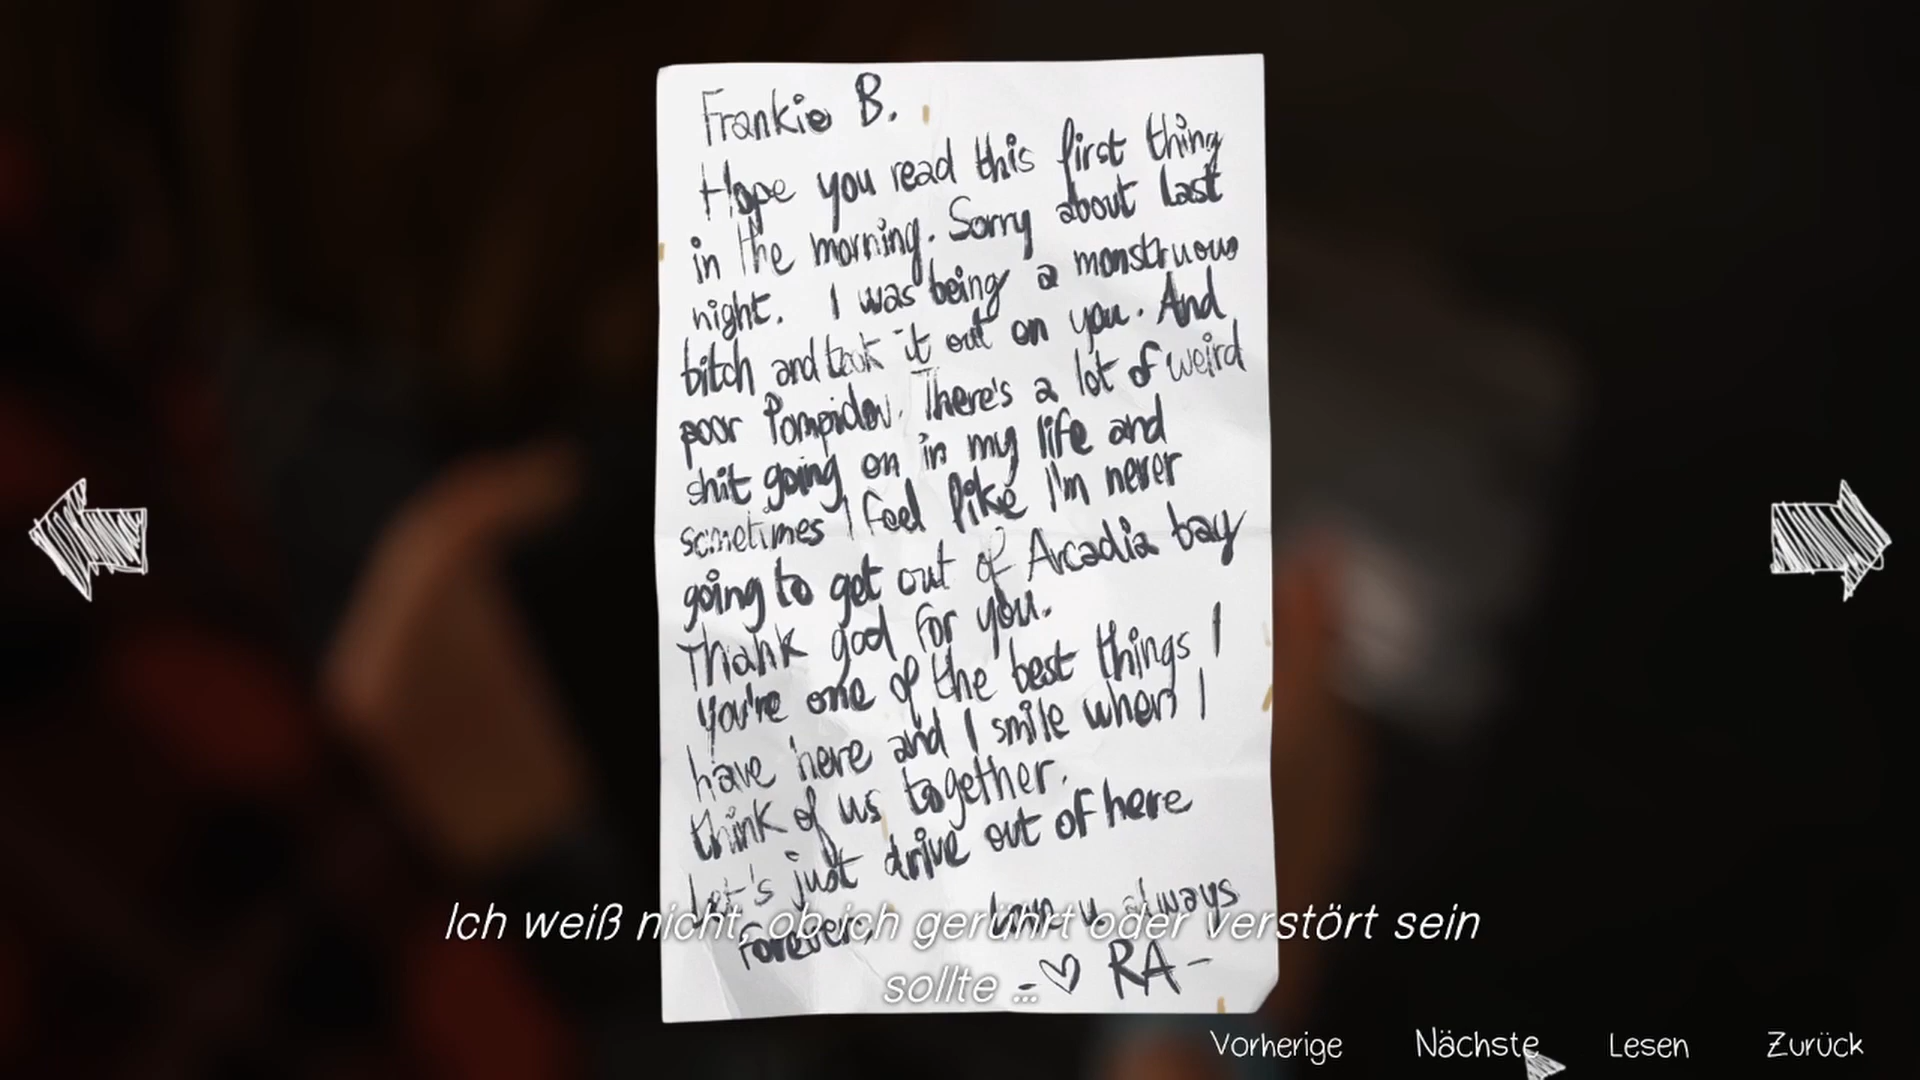 Frankie B.
Hope you read this first thing
in the morning. Sorry about last
night. I was being a monstruous
bitch and took it out on you. And
poor Pompidou. There's a lot of weird
shit going on in my life and
sometimes I feel like I'm never
going to get out of Arcadia bay
Thank god for you.
You're one of the best things I
have here and I smile when I
think of us together.
Let's just drive out of here
forever. love u always
♡ RA -
Ich weiß nicht, ob ich gerührt oder verstört sein
sollte ...
Vorherige Nächste Lesen Zurück